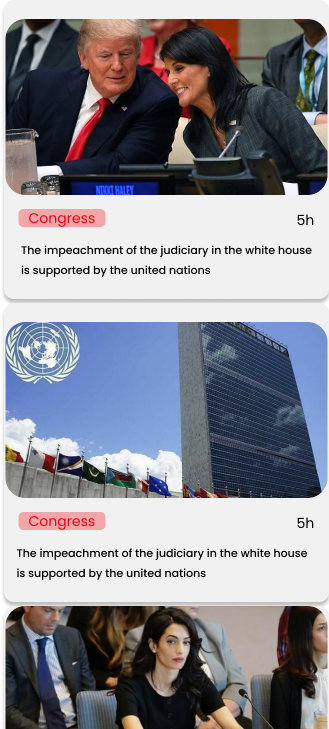 NIKKI HALEY
Congress
5h
The impeachment of the judiciary in the white house
is supported by the united nations
Congress
5h
The impeachment of the judiciary in the white house
is supported by the united nations